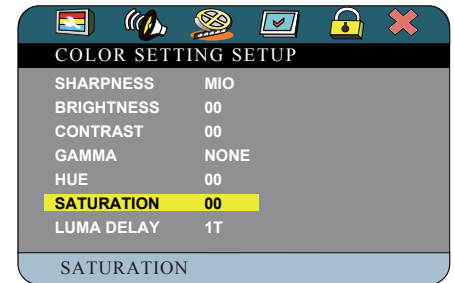 COLOR SETTING SETUP
SHARPNESS MIO
BRIGHTNESS 00
CONTRAST 00
GAMMA NONE
HUE 00
SATURATION 00
LUMA DELAY 1T
SATURATION